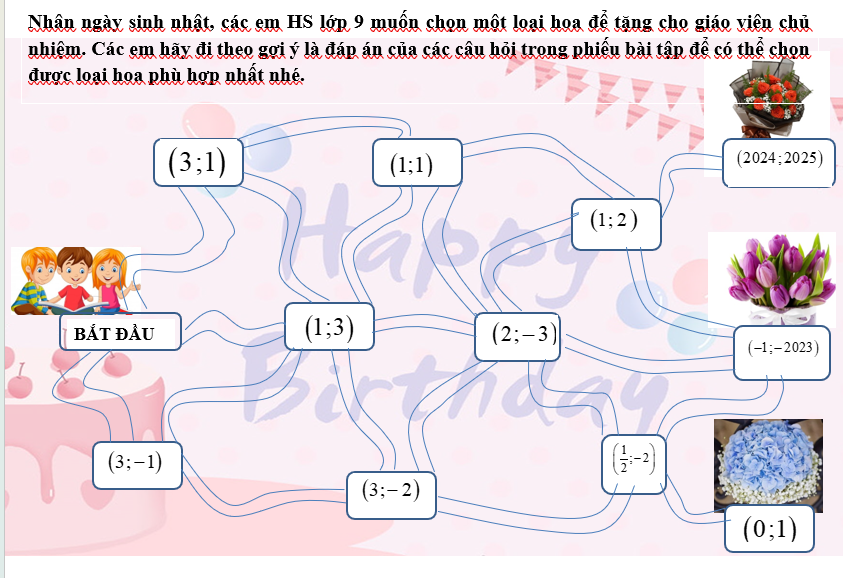 Nhân ngày sinh nhật, các em HS lớp 9 muốn chọn một loại hoa để tặng cho giáo viên chủ
nhiệm. Các em hãy đi theo gợi ý là đáp án của các câu hỏi trong phiếu bài tập để có thể chọn
được loại hoa phù hợp nhất nhé.
(3;1)
(1;1)
(2024;2025)
(1;2)
Happy
BẮT ĐẦU
(1;3)
(2;−3)
(−1;−2023)
Birthday
(3;−1)
(1/2;−2)
(3;−2)
(0;1)